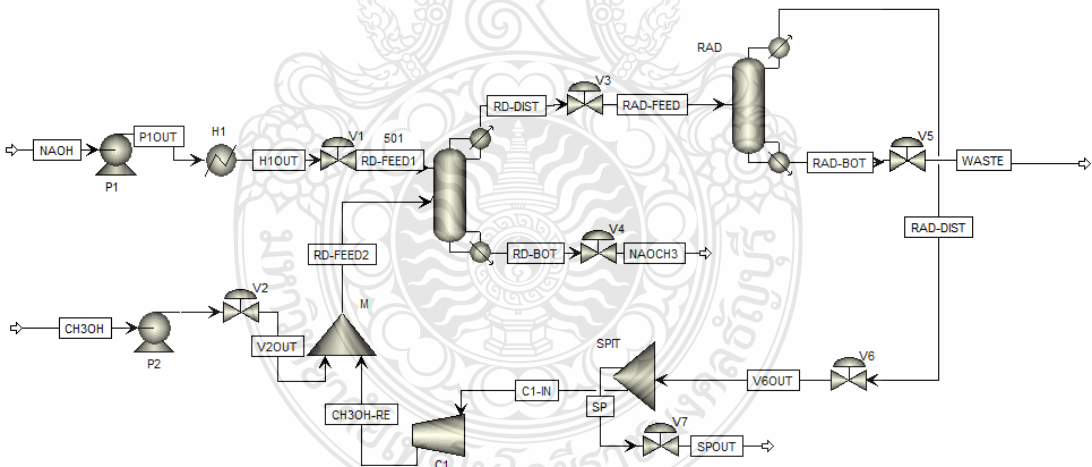 RAD
V3
RD-DIST
RAD-FEED
H1
V1
501
P1OUT
NAOH
H1OUT
RD-FEED1
P1
V5
RAD-BOT
WASTE
RAD-DIST
RD-FEED2
V4
RD-BOT
NAOCH3
V2
M
CH3OH
V2OUT
P2
SPIT
V6
V6OUT
C1-IN
SP
CH3OH-RE
V7
SPOUT
C1